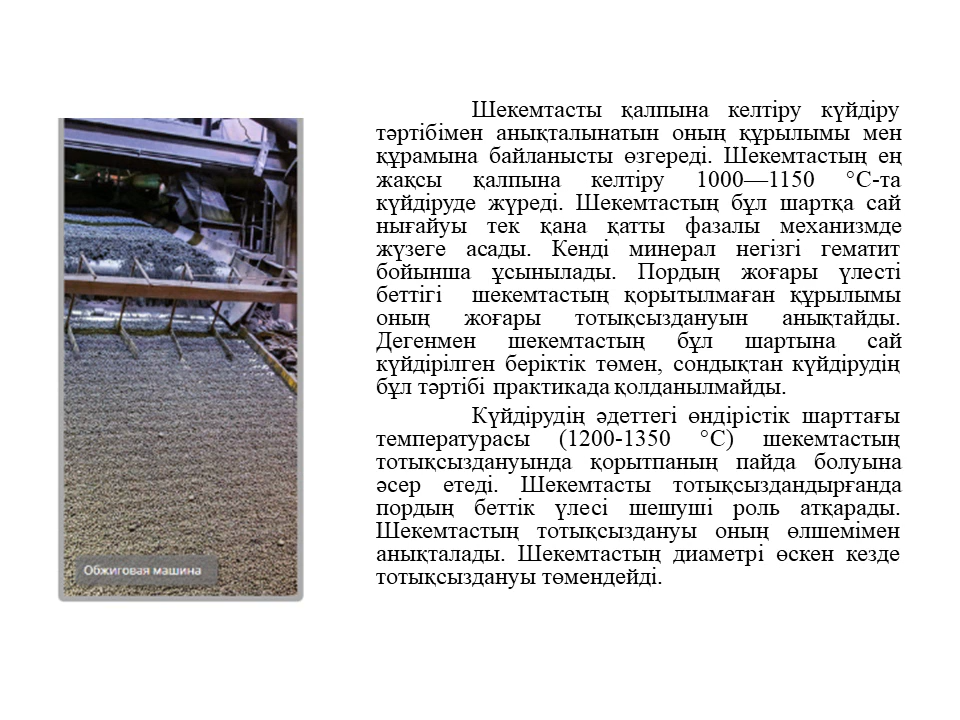 Шекемтасты қалпына келтіру күйдіру
тәртібімен анықталынатын оның құрылымы мен
құрамына байланысты өзгереді. Шекемтастың ең
жақсы қалпына келтіру 1000—1150 °С-та
күйдіруде жүреді. Шекемтастың бұл шартқа сай
нығайуы тек қана қатты фазалы механизмде
жүзеге асады. Кенді минерал негізгі гематит
бойынша ұсынылады. Пордың жоғары үлесті
беттігі шекемтастың қорытылмаған құрылымы
оның жоғары тотықсыздануын анықтайды.
Дегенмен шекемтастың бұл шартына сай
күйдірілген беріктік төмен, сондықтан күйдірудің
бұл тәртібі практикада қолданылмайды.
Күйдірудің әдеттегі өндірістік шарттағы
температурасы (1200-1350 °С) шекемтастың
тотықсыздануында қорытпаның пайда болуына
әсер етеді. Шекемтасты тотықсыздандырғанда
пордың беттік үлесі шешуші роль атқарады.
Шекемтастың тотықсыздануы оның өлшемімен
анықталады. Шекемтастың диаметрі өскен кезде
тотықсыздануы төмендейді.
Обжиговая машина